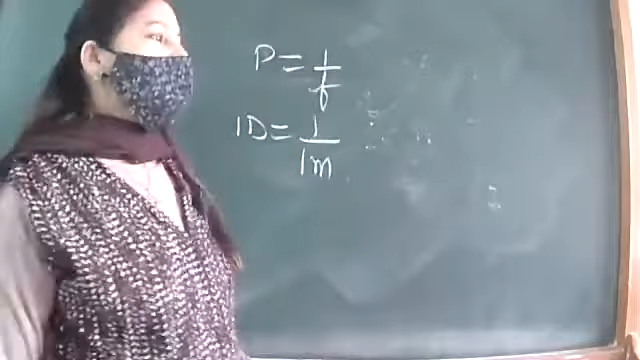 P = 1/f
1D = 1/1m